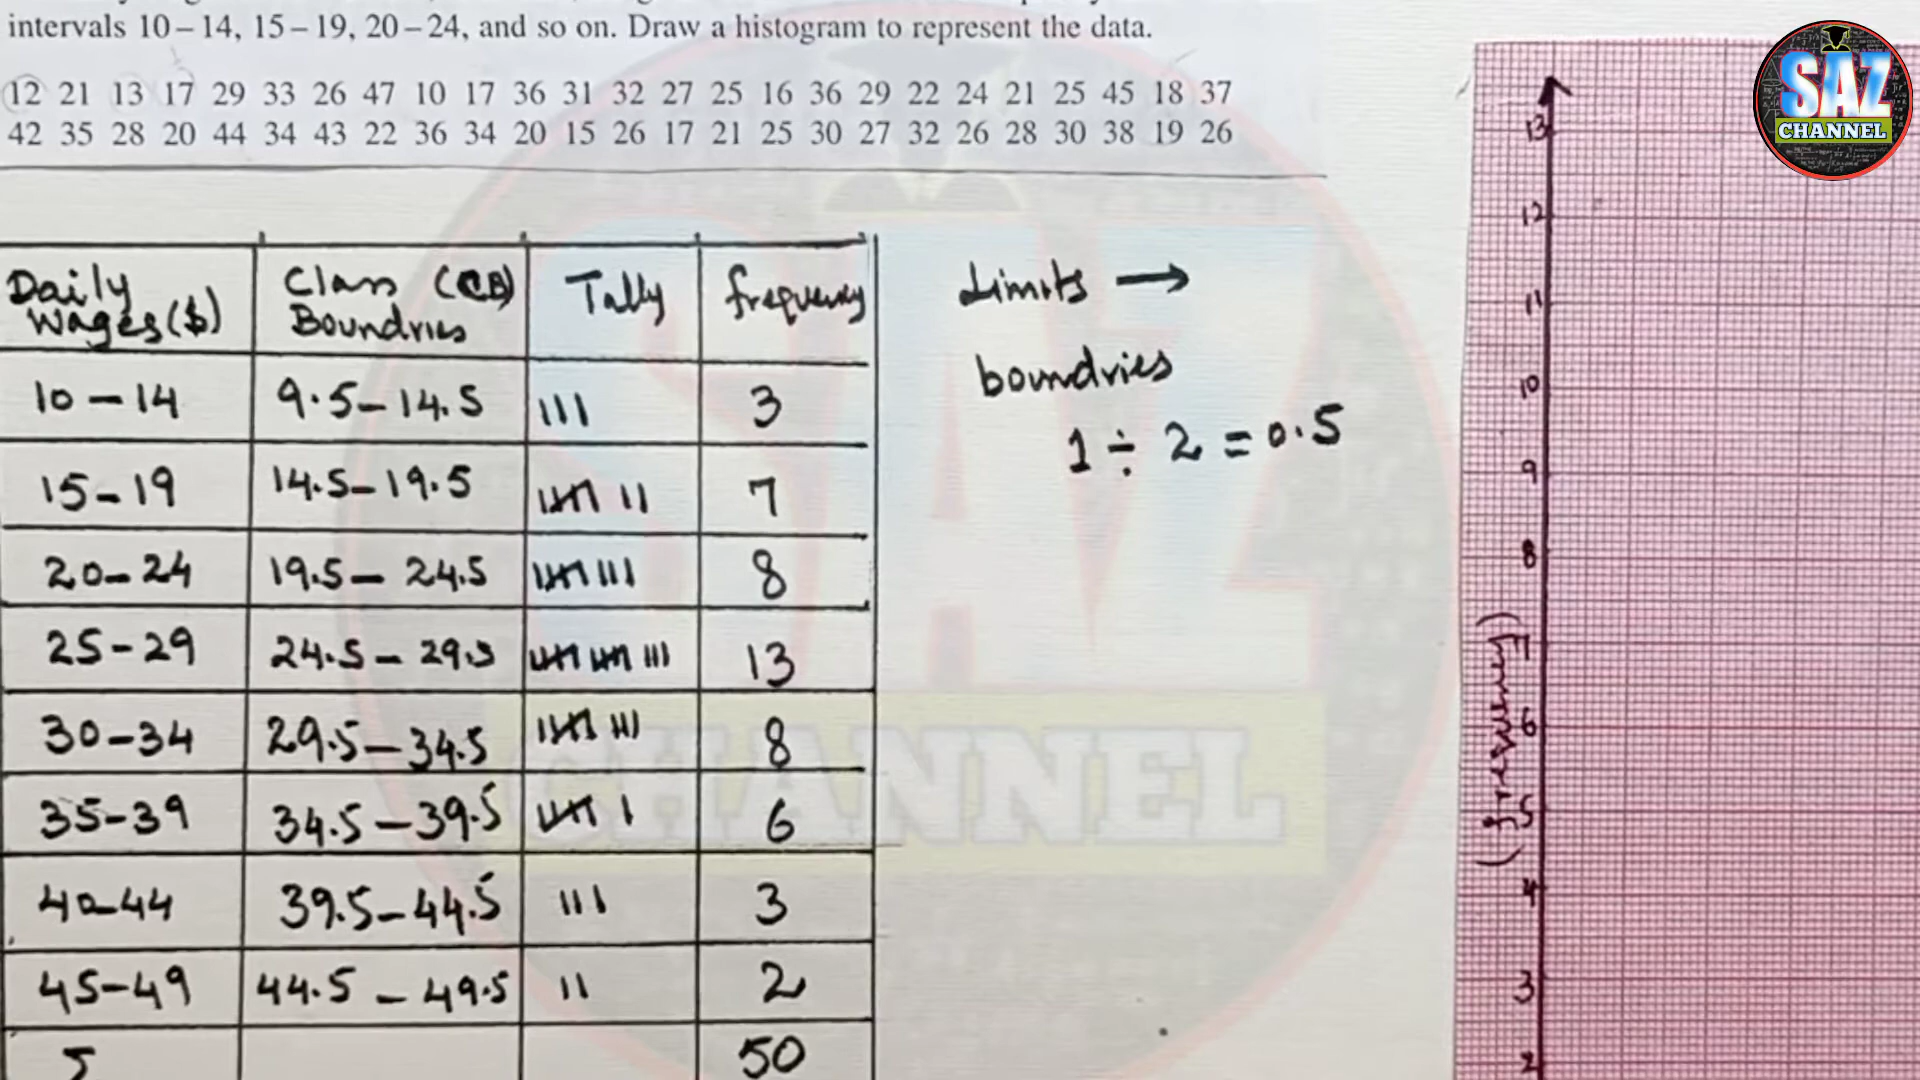 intervals 10 – 14, 15 – 19, 20 – 24, and so on. Draw a histogram to represent the data.
12 21 13 17 29 33 26 47 10 17 36 31 32 27 25 16 36 29 22 24 21 25 45 18 37
42 35 28 20 44 34 43 22 36 34 20 15 26 17 21 25 30 27 32 26 28 30 38 19 26
SAZ
CHANNEL
Daily Wages ($) Class (CB) Boundries Tally frequency
10 – 14 9.5 – 14.5 3
15 – 19 14.5 – 19.5 7
20 – 24 19.5 – 24.5 8
25 – 29 24.5 – 29.5 13
30 – 34 29.5 – 34.5 8
35 – 39 34.5 – 39.5 6
40 – 44 39.5 – 44.5 3
45 – 49 44.5 – 49.5 2
50
Limits →
boundries
1 ÷ 2 = 0.5
13
12
11
10
9
8
7
6
5
4
3
2
(frequency)
SAZ
CHANNEL